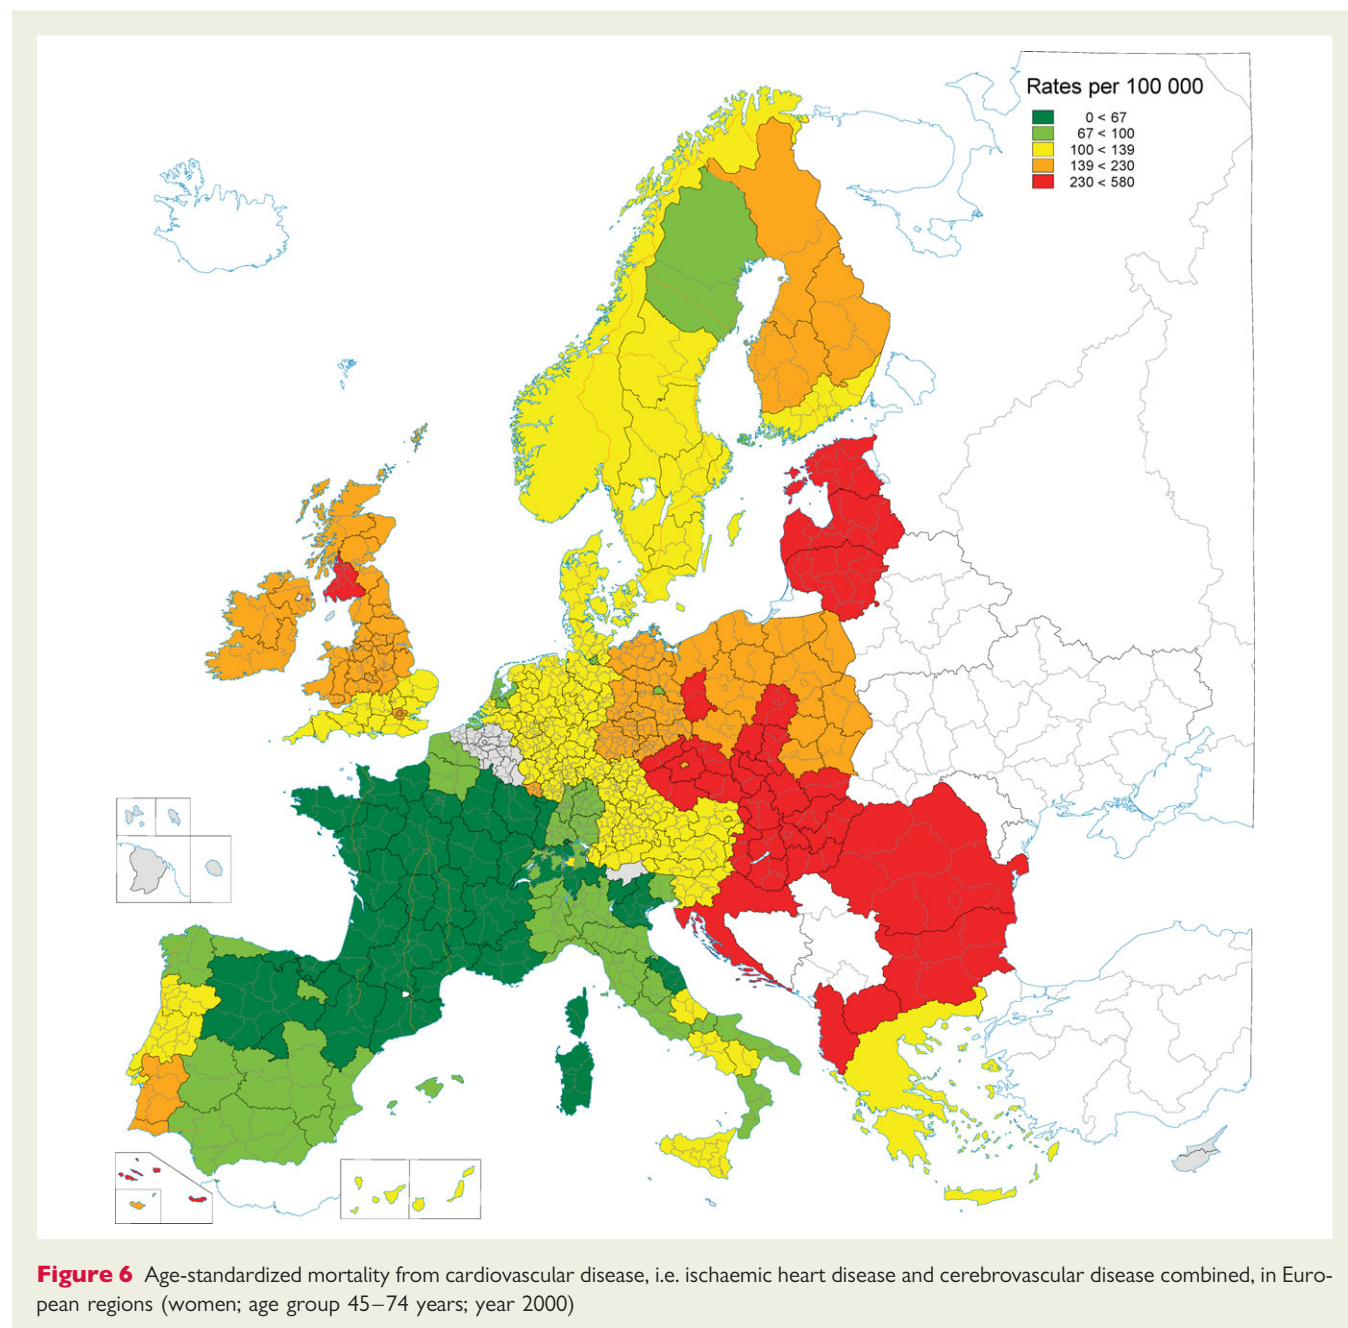 Rates per 100 000
0 < 67
67 < 100
100 < 139
139 < 230
230 < 580
Figure 6 Age-standardized mortality from cardiovascular disease, i.e. ischaemic heart disease and cerebrovascular disease combined, in Euro-
pean regions (women; age group 45–74 years; year 2000)